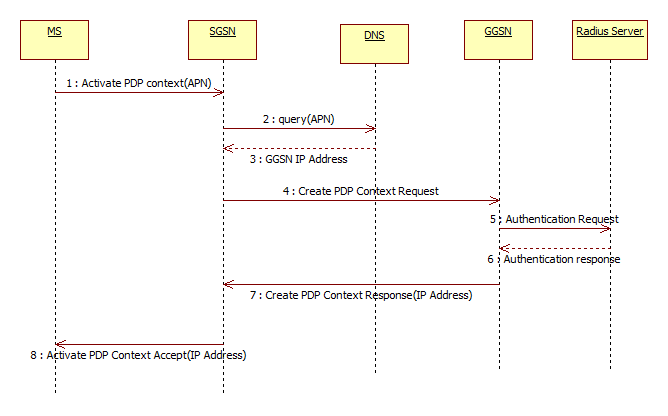 MS
SGSN
DNS
GGSN
Radius Server
1 : Activate PDP context(APN)
2 : query(APN)
3 : GGSN IP Address
4 : Create PDP Context Request
5 : Authentication Request
6 : Authentication response
7 : Create PDP Context Response(IP Address)
8 : Activate PDP Context Accept(IP Address)